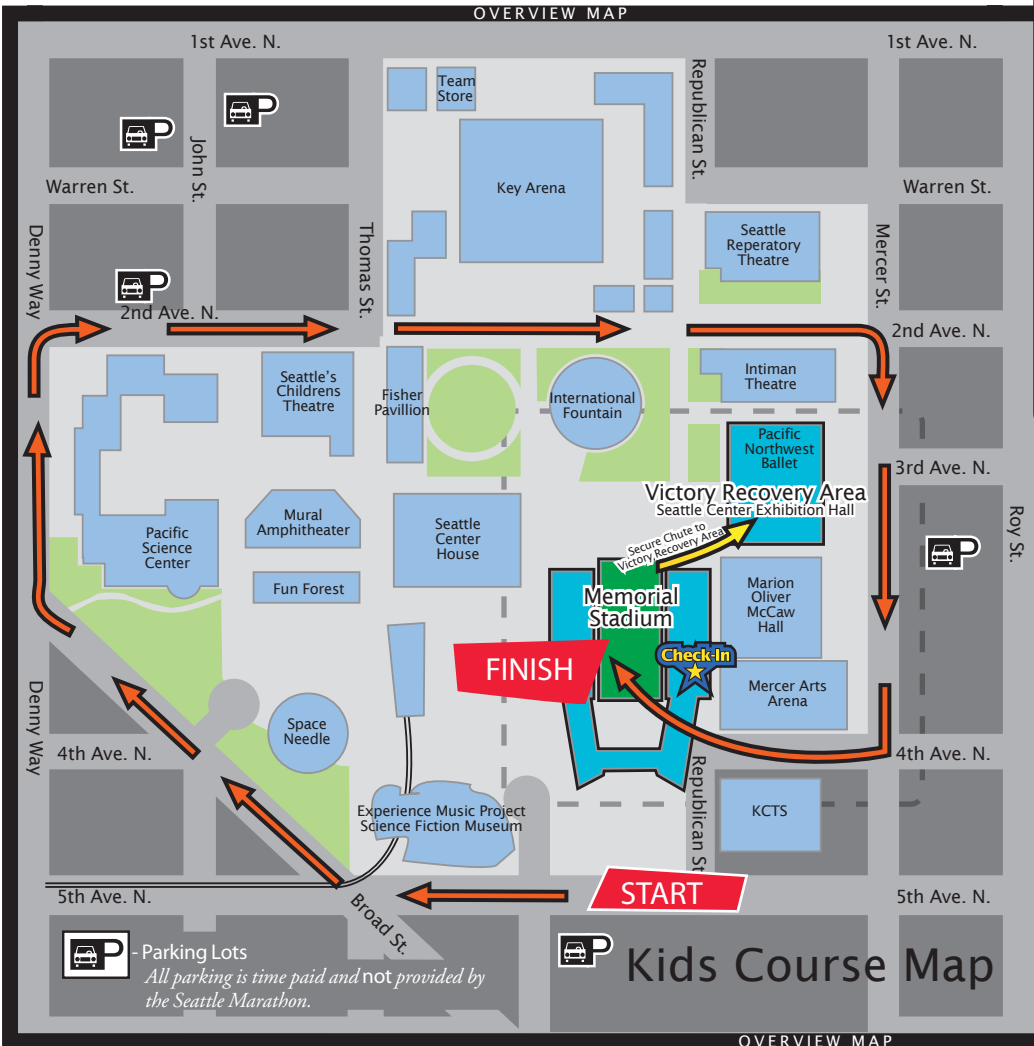 OVERVIEW MAP
1st Ave. N.
1st Ave. N.
Team
Store
Republican St.
John St.
Key Arena
Warren St.
Warren St.
Denny Way
Thomas St.
Seattle
Reperatory
Theatre
Mercer St.
2nd Ave. N.
2nd Ave. N.
Seattle's
Childrens
Theatre
Fisher
Pavillion
International
Fountain
Intiman
Theatre
Pacific
Northwest
Ballet
3rd Ave. N.
Victory Recovery Area
Seattle Center Exhibition Hall
Roy St.
Pacific
Science
Center
Mural
Amphitheater
Seattle
Center
House
Secure Chute to
Victory Recovery Area
Fun Forest
Memorial
Stadium
Marion
Oliver
McCaw
Hall
FINISH
Check-In
Mercer Arts
Arena
Denny Way
Space
Needle
4th Ave. N.
4th Ave. N.
Republican St.
Experience Music Project
Science Fiction Museum
KCTS
5th Ave. N.
START
5th Ave. N.
Broad St.
P
P
P
P
P
P - Parking Lots
All parking is time paid and not provided by
the Seattle Marathon.
Kids Course Map
OVERVIEW MAP